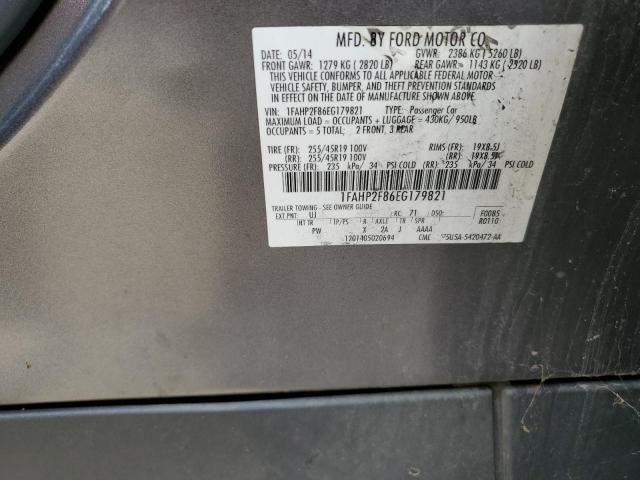 MFD. BY FORD MOTOR CO.
DATE: 05/14 GVWR: 2386 KG ( 5260 LB)
FRONT GAWR: 1279 KG ( 2820 LB) REAR GAWR: 1143 KG ( 2520 LB)
THIS VEHICLE CONFORMS TO ALL APPLICABLE FEDERAL MOTOR
VEHICLE SAFETY, BUMPER, AND THEFT PREVENTION STANDARDS
IN EFFECT ON THE DATE OF MANUFACTURE SHOWN ABOVE.
VIN: 1FAHP2F86EG179821 TYPE: Passenger Car
MAXIMUM LOAD = OCCUPANTS + LUGGAGE = 430KG/ 950LB
OCCUPANTS = 5 TOTAL; 2 FRONT, 3 REAR
TIRE (FR): 255/45R19 100V RIMS (FR): 19X8.5J
(RR): 255/45R19 100V (RR): 19X8.5J
PRESSURE (FR): 235 kPa/ 34 PSI COLD (RR): 235 kPa/ 34 PSI COLD
1FAHP2F86EG179821
TRAILER TOWING - SEE OWNER GUIDE
EXT PNT: UJ RC: 71 DSO: F0085
INT TR TP/PS R AXLE TR SPR R0110
PW X 2A J AAAA
1201405020694 CMC 5U5A-5420472-AA